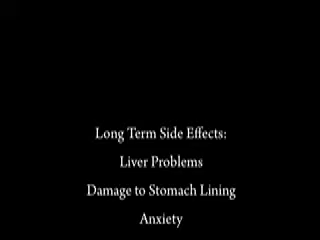 Long Term Side Effects:
Liver Problems
Damage to Stomach Lining
Anxiety